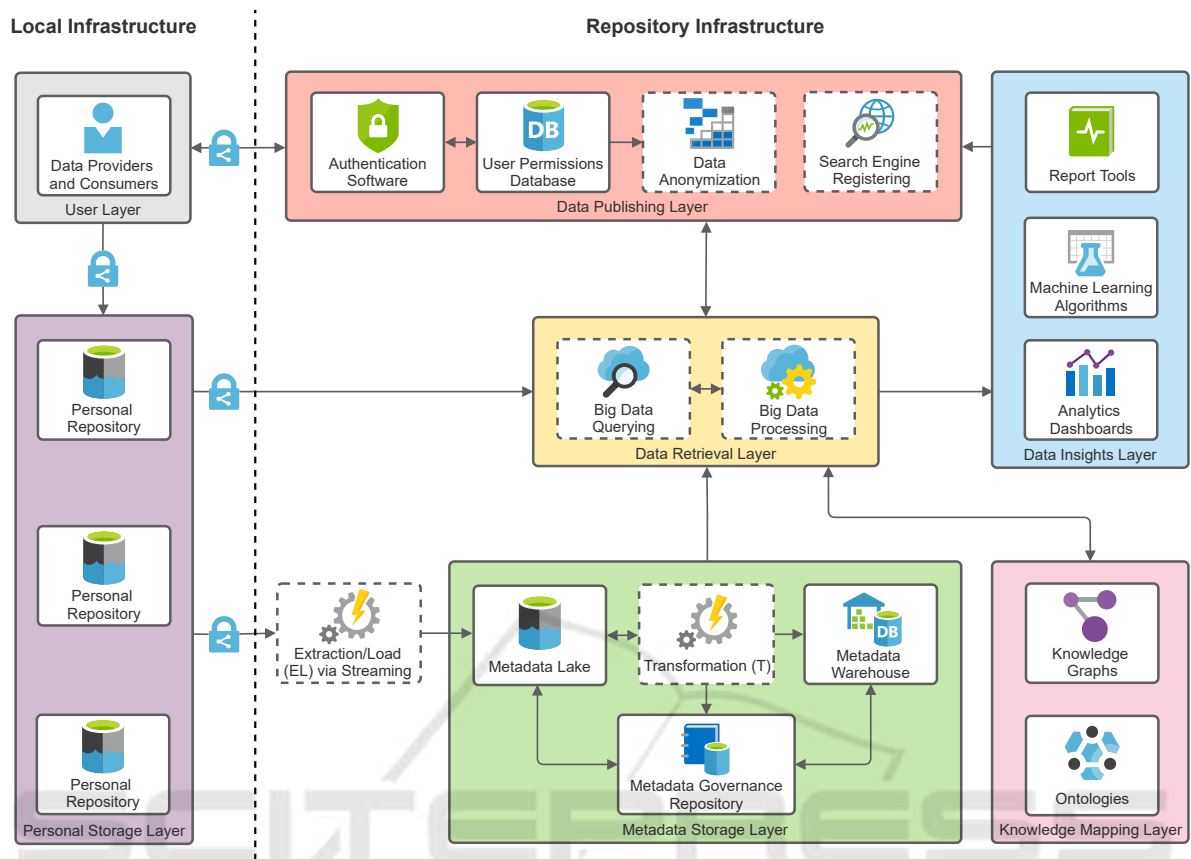 Local Infrastructure
Repository Infrastructure
Data Providers
and Consumers
User Layer
Authentication
Software
DB
User Permissions
Database
Data
Anonymization
Search Engine
Registering
Data Publishing Layer
Report Tools
Machine Learning
Algorithms
Analytics
Dashboards
Data Insights Layer
Personal
Repository
Personal
Repository
Personal
Repository
Personal Storage Layer
Big Data
Querying
Big Data
Processing
Data Retrieval Layer
Extraction/Load
(EL) via Streaming
Metadata Lake
Transformation (T)
DB
Metadata
Warehouse
Metadata Governance
Repository
Metadata Storage Layer
Knowledge
Graphs
Ontologies
Knowledge Mapping Layer
SCITEPRESS